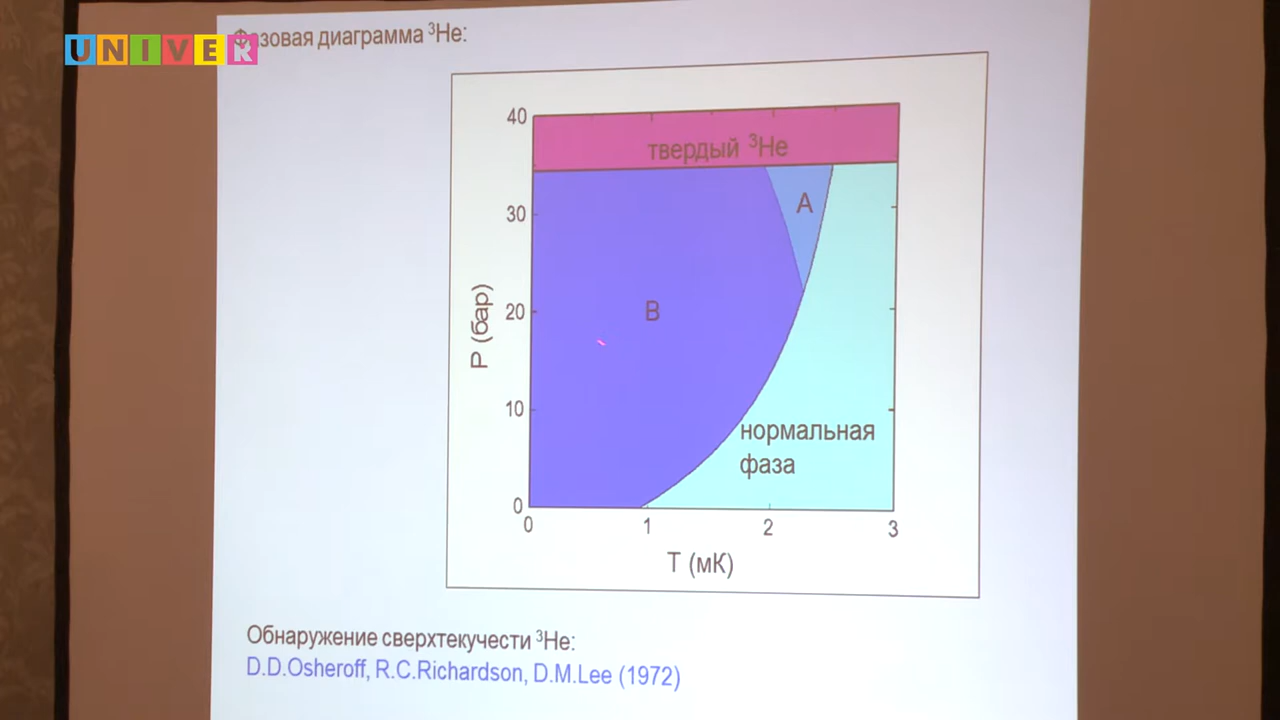 UNIVER
Фазовая диаграмма ³He:
40
твердый ³He
A
30
P (бар)
20
B
10
нормальная
фаза
0
0 1 2 3
T (мК)
Обнаружение сверхтекучести ³He:
D.D.Osheroff, R.C.Richardson, D.M.Lee (1972)